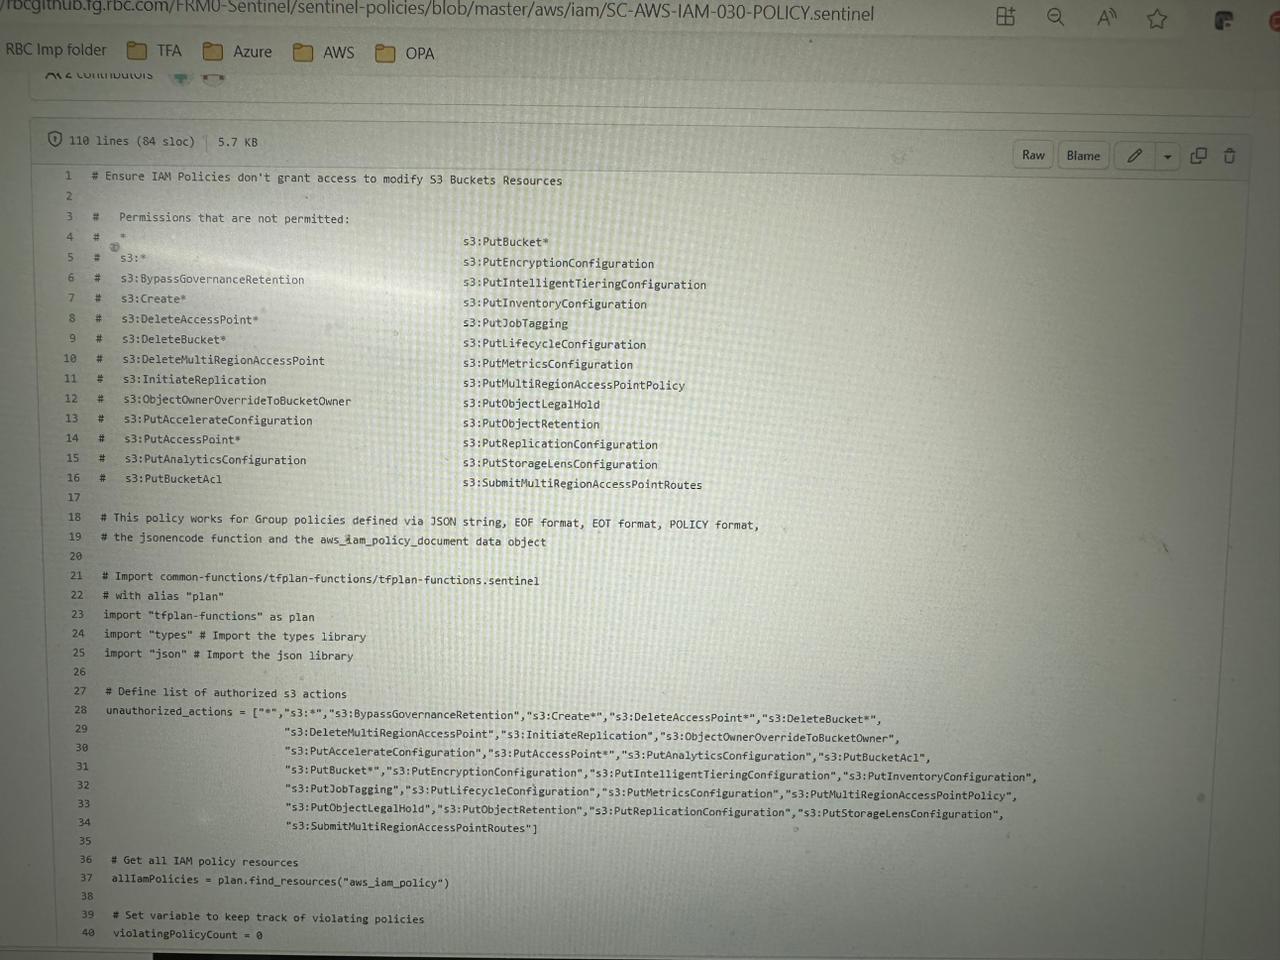 /rbcgithub.fg.rbc.com/FRM0-Sentinel/sentinel-policies/blob/master/aws/iam/SC-AWS-IAM-030-POLICY.sentinel
RBC Imp folder TFA Azure AWS OPA
2 contributors
110 lines (84 sloc) 5.7 KB Raw Blame
1 # Ensure IAM Policies don't grant access to modify S3 Buckets Resources
2
3 # Permissions that are not permitted:
4 # * s3:PutBucket*
5 # s3:* s3:PutEncryptionConfiguration
6 # s3:BypassGovernanceRetention s3:PutIntelligentTieringConfiguration
7 # s3:Create* s3:PutInventoryConfiguration
8 # s3:DeleteAccessPoint* s3:PutJobTagging
9 # s3:DeleteBucket* s3:PutLifecycleConfiguration
10 # s3:DeleteMultiRegionAccessPoint s3:PutMetricsConfiguration
11 # s3:InitiateReplication s3:PutMultiRegionAccessPointPolicy
12 # s3:ObjectOwnerOverrideToBucketOwner s3:PutObjectLegalHold
13 # s3:PutAccelerateConfiguration s3:PutObjectRetention
14 # s3:PutAccessPoint* s3:PutReplicationConfiguration
15 # s3:PutAnalyticsConfiguration s3:PutStorageLensConfiguration
16 # s3:PutBucketAcl s3:SubmitMultiRegionAccessPointRoutes
17
18 # This policy works for Group policies defined via JSON string, EOF format, EOT format, POLICY format,
19 # the jsonencode function and the aws_iam_policy_document data object
20
21 # Import common-functions/tfplan-functions/tfplan-functions.sentinel
22 # with alias "plan"
23 import "tfplan-functions" as plan
24 import "types" # Import the types library
25 import "json" # Import the json library
26
27 # Define list of authorized s3 actions
28 unauthorized_actions = ["*","s3:*","s3:BypassGovernanceRetention","s3:Create*","s3:DeleteAccessPoint*","s3:DeleteBucket*",
29 "s3:DeleteMultiRegionAccessPoint","s3:InitiateReplication","s3:ObjectOwnerOverrideToBucketOwner",
30 "s3:PutAccelerateConfiguration","s3:PutAccessPoint*","s3:PutAnalyticsConfiguration","s3:PutBucketAcl",
31 "s3:PutBucket*","s3:PutEncryptionConfiguration","s3:PutIntelligentTieringConfiguration","s3:PutInventoryConfiguration",
32 "s3:PutJobTagging","s3:PutLifecycleConfiguration","s3:PutMetricsConfiguration","s3:PutMultiRegionAccessPointPolicy",
33 "s3:PutObjectLegalHold","s3:PutObjectRetention","s3:PutReplicationConfiguration","s3:PutStorageLensConfiguration",
34 "s3:SubmitMultiRegionAccessPointRoutes"]
35
36 # Get all IAM policy resources
37 allIamPolicies = plan.find_resources("aws_iam_policy")
38
39 # Set variable to keep track of violating policies
40 violatingPolicyCount = 0